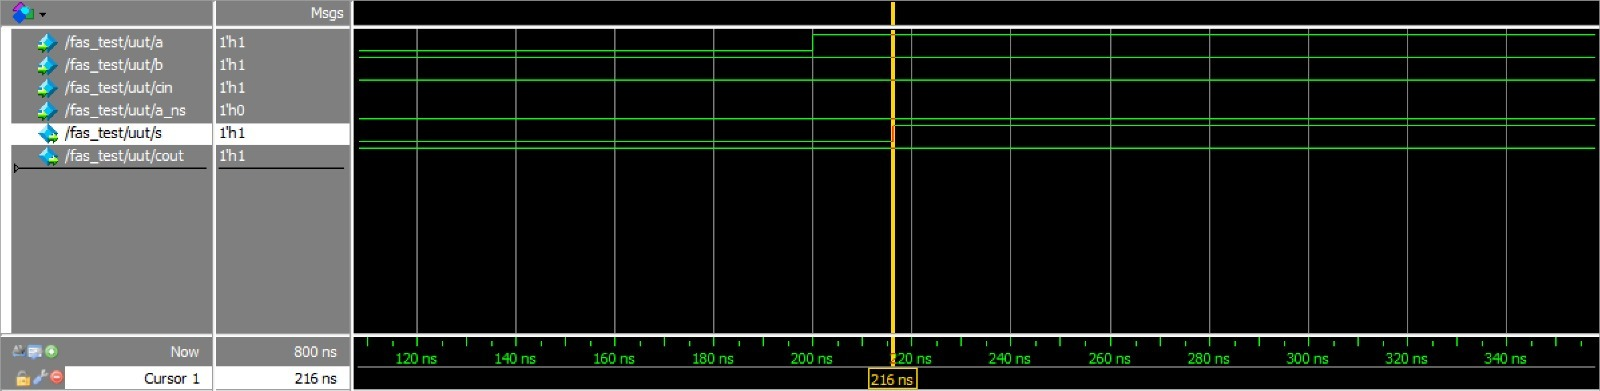 Msgs
/fas_test/uut/a 1'h1
/fas_test/uut/b 1'h1
/fas_test/uut/cin 1'h1
/fas_test/uut/a_ns 1'h0
/fas_test/uut/s 1'h1
/fas_test/uut/cout 1'h1
Now 800 ns 120 ns 140 ns 160 ns 180 ns 200 ns 220 ns 240 ns 260 ns 280 ns 300 ns 320 ns 340 ns
Cursor 1 216 ns 216 ns